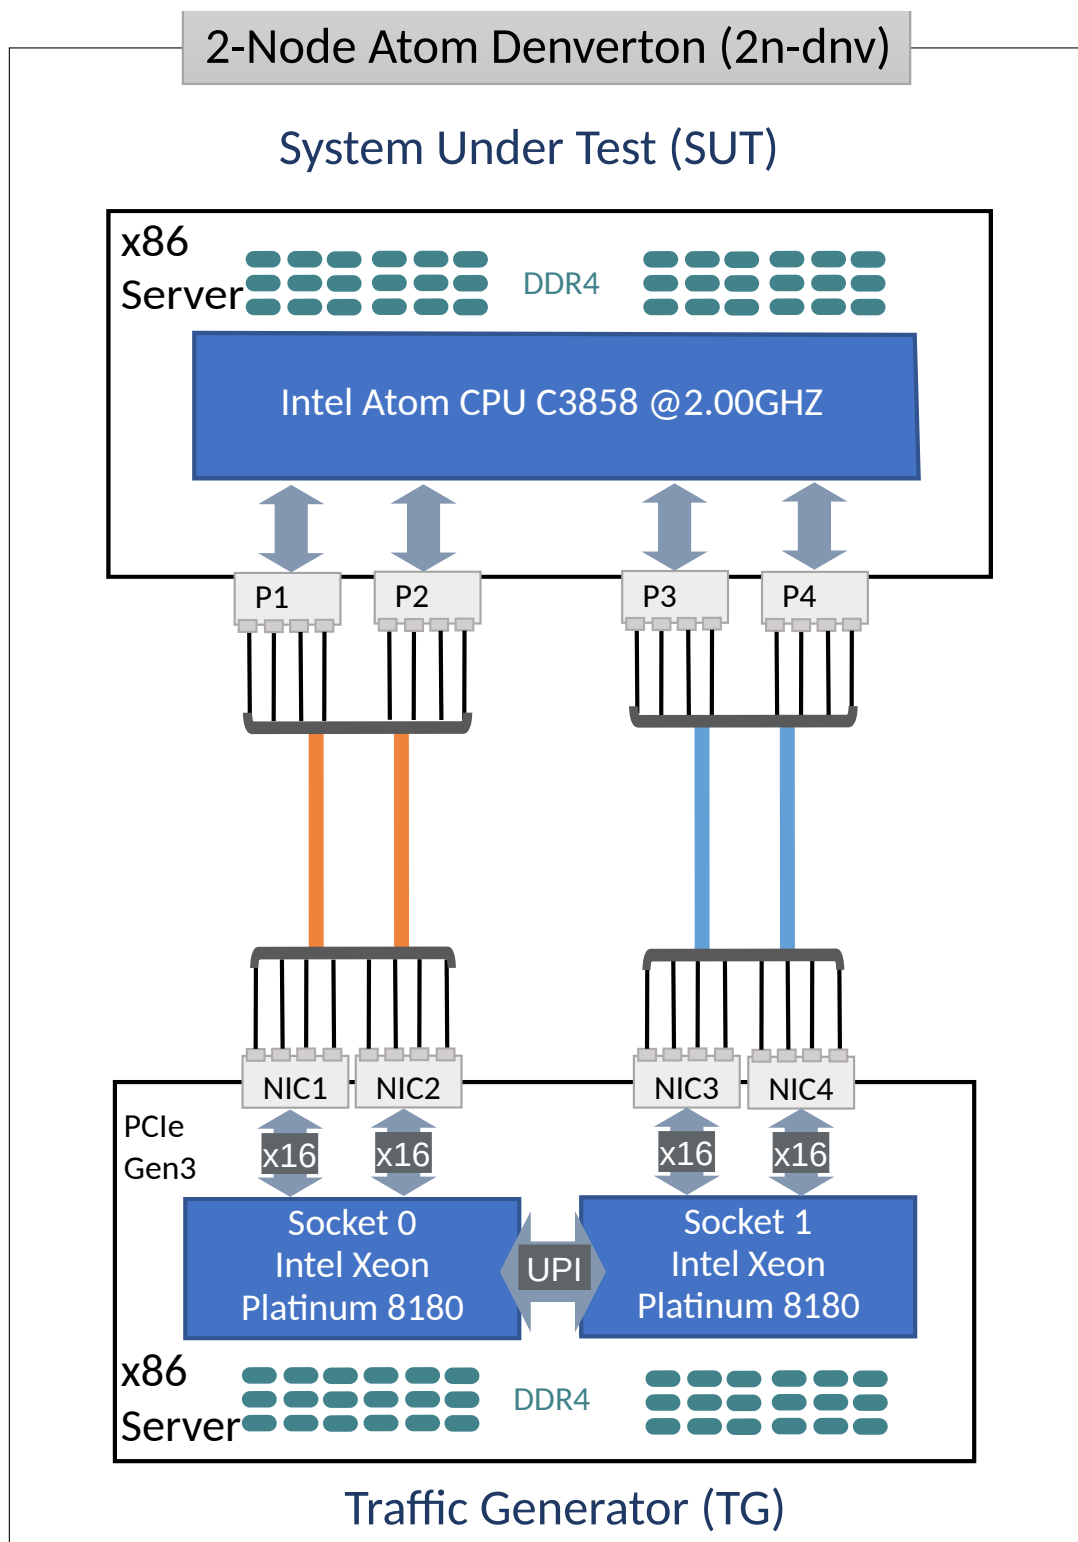 2-Node Atom Denverton (2n-dnv)
System Under Test (SUT)
x86
Server
DDR4
Intel Atom CPU C3858 @2.00GHZ
P1
P2
P3
P4
NIC1
NIC2
NIC3
NIC4
PCIe
Gen3
x16
x16
x16
x16
Socket 0
Intel Xeon
Platinum 8180
UPI
Socket 1
Intel Xeon
Platinum 8180
x86
Server
DDR4
Traffic Generator (TG)